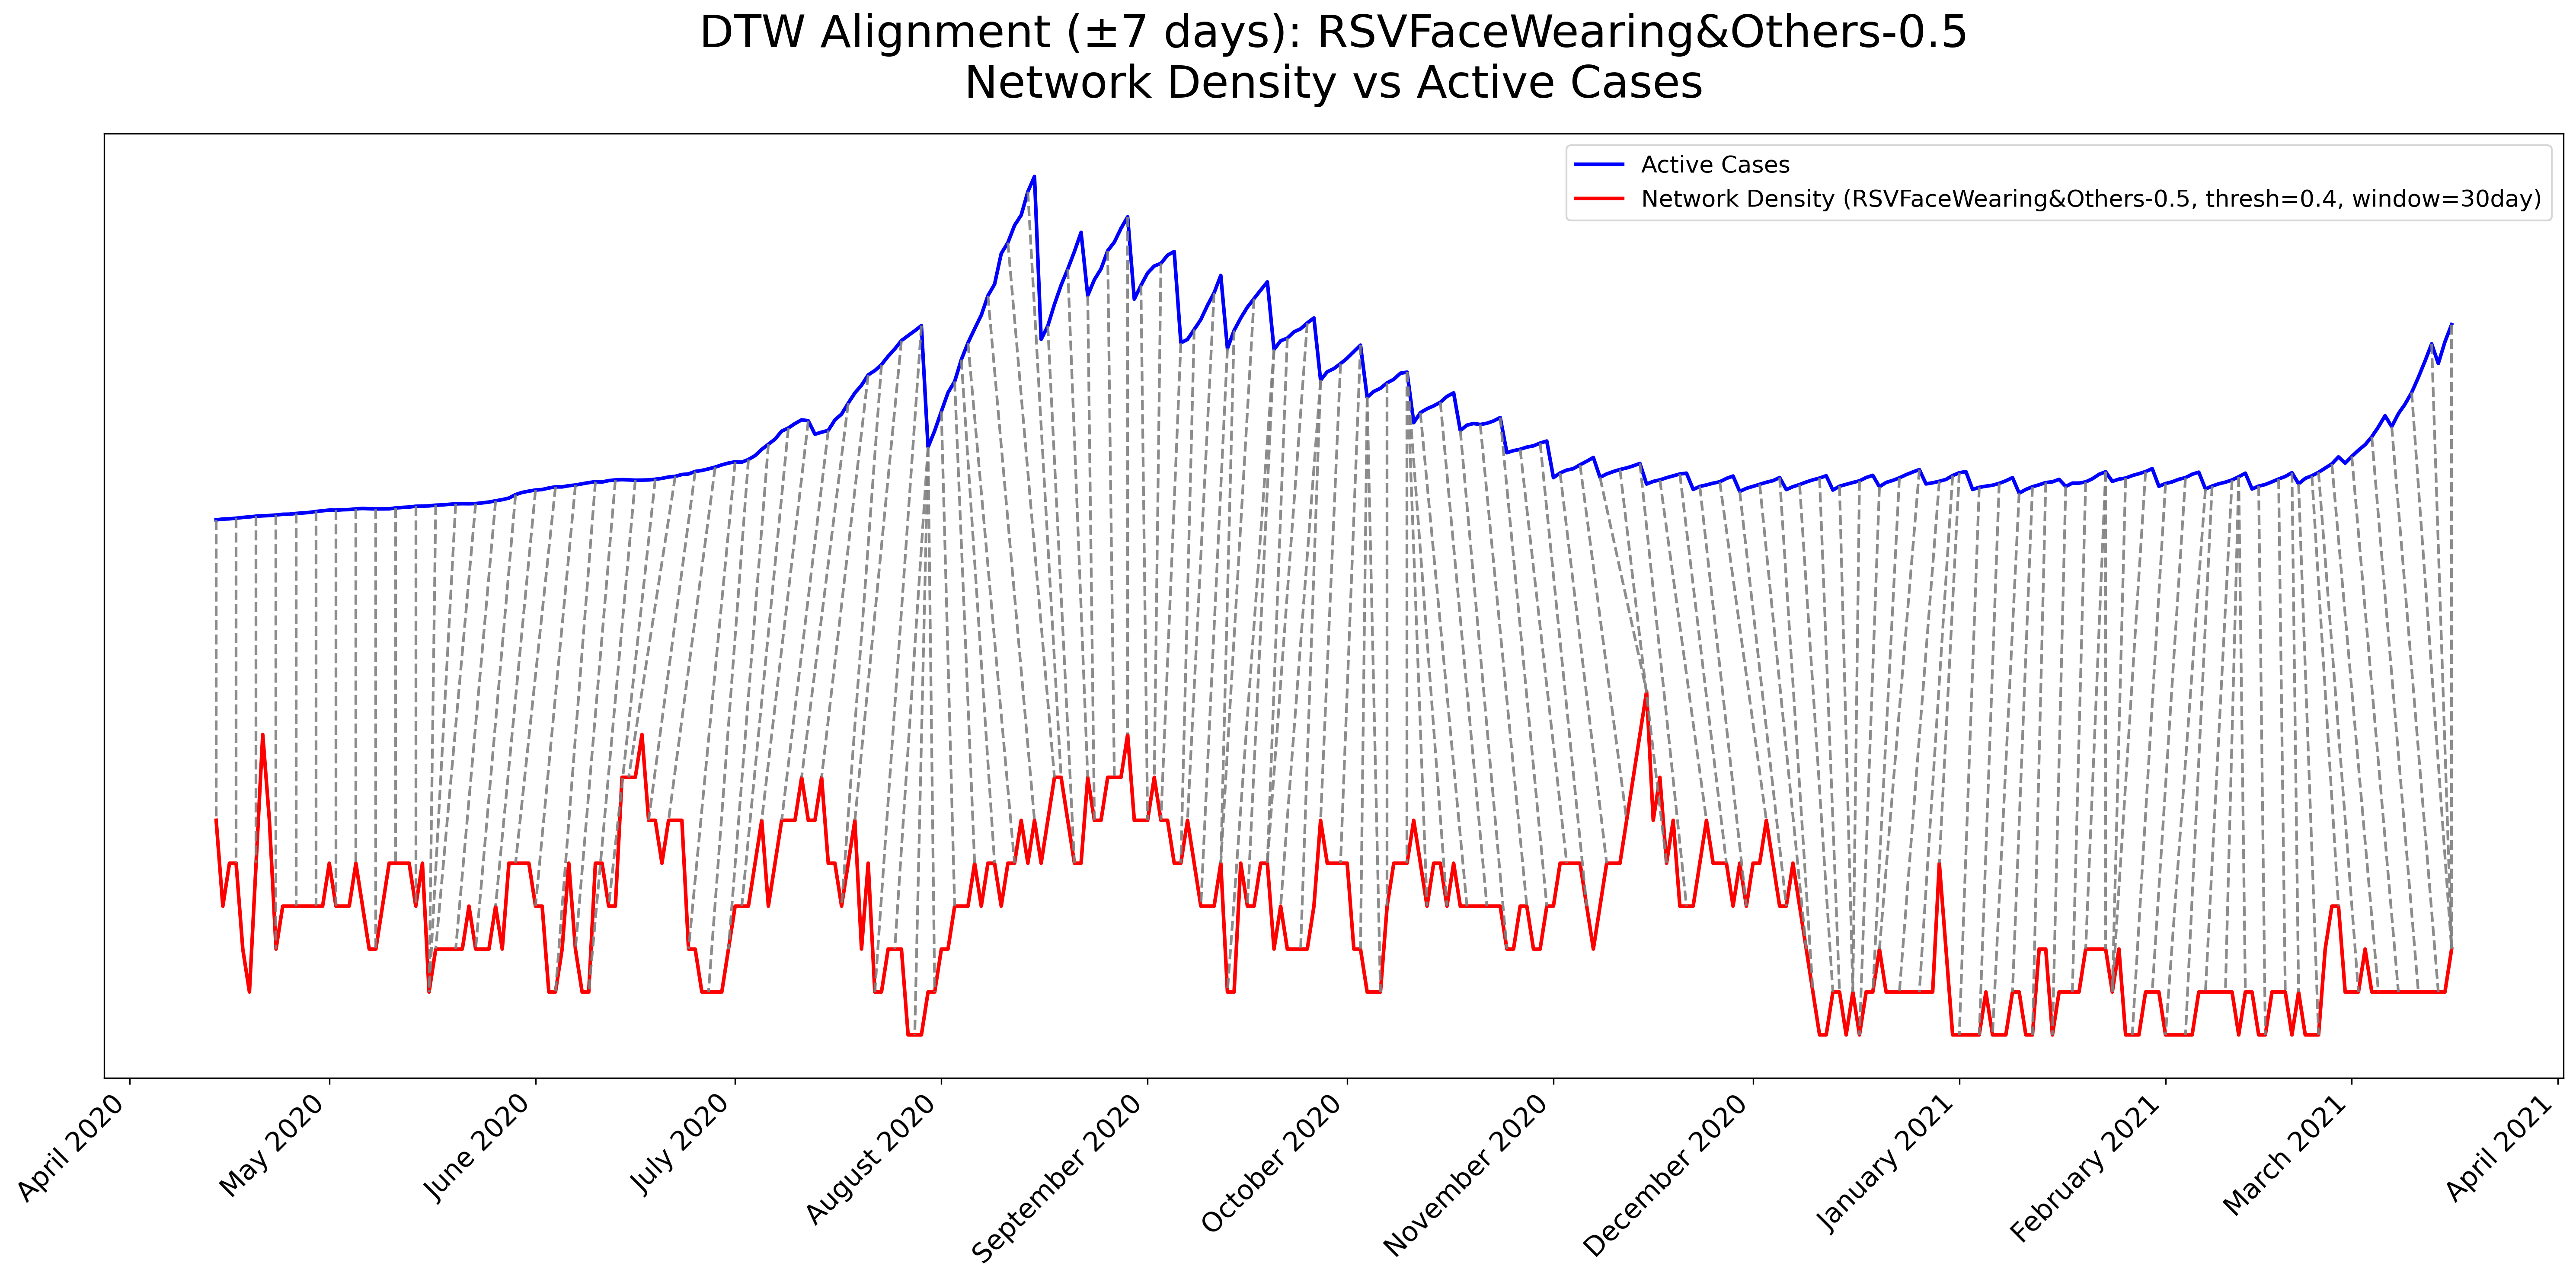 DTW Alignment (±7 days): RSVFaceWearing&Others-0.5
Network Density vs Active Cases
Active Cases
Network Density (RSVFaceWearing&Others-0.5, thresh=0.4, window=30day)
April 2020
May 2020
June 2020
July 2020
August 2020
September 2020
October 2020
November 2020
December 2020
January 2021
February 2021
March 2021
April 2021